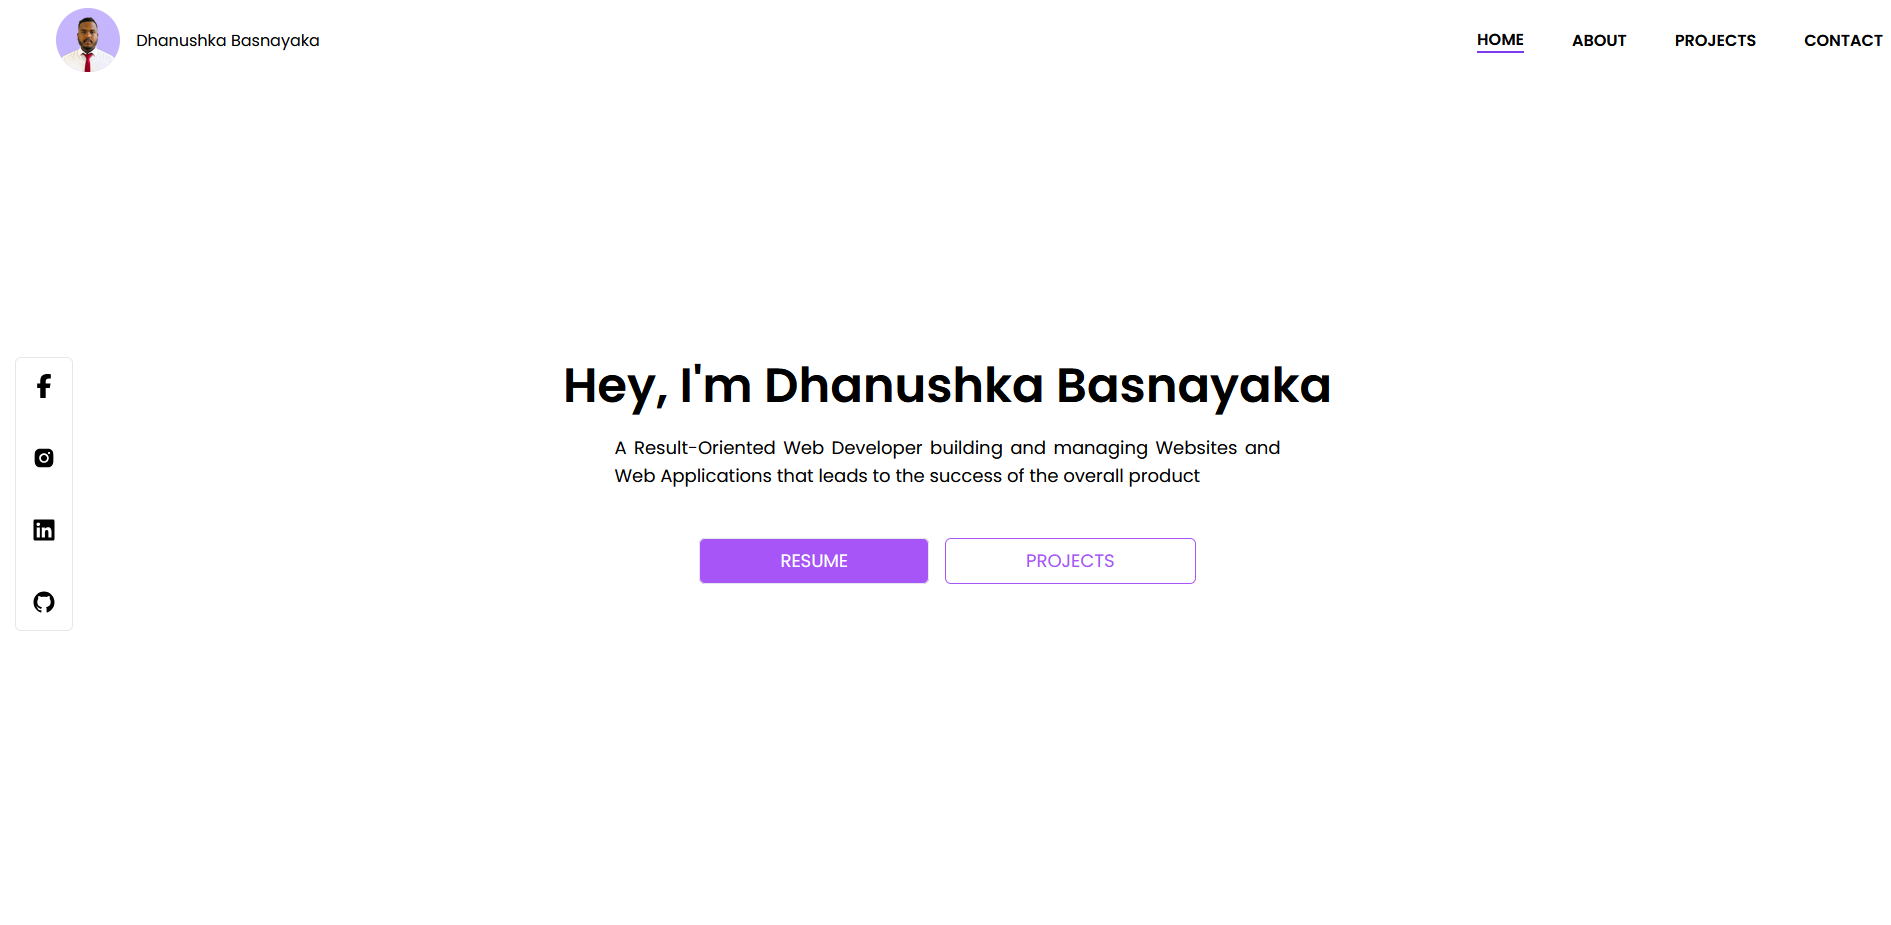 Dhanushka Basnayaka
HOME
ABOUT
PROJECTS
CONTACT
Hey, I'm Dhanushka Basnayaka
A Result-Oriented Web Developer building and managing Websites and
Web Applications that leads to the success of the overall product
RESUME
PROJECTS